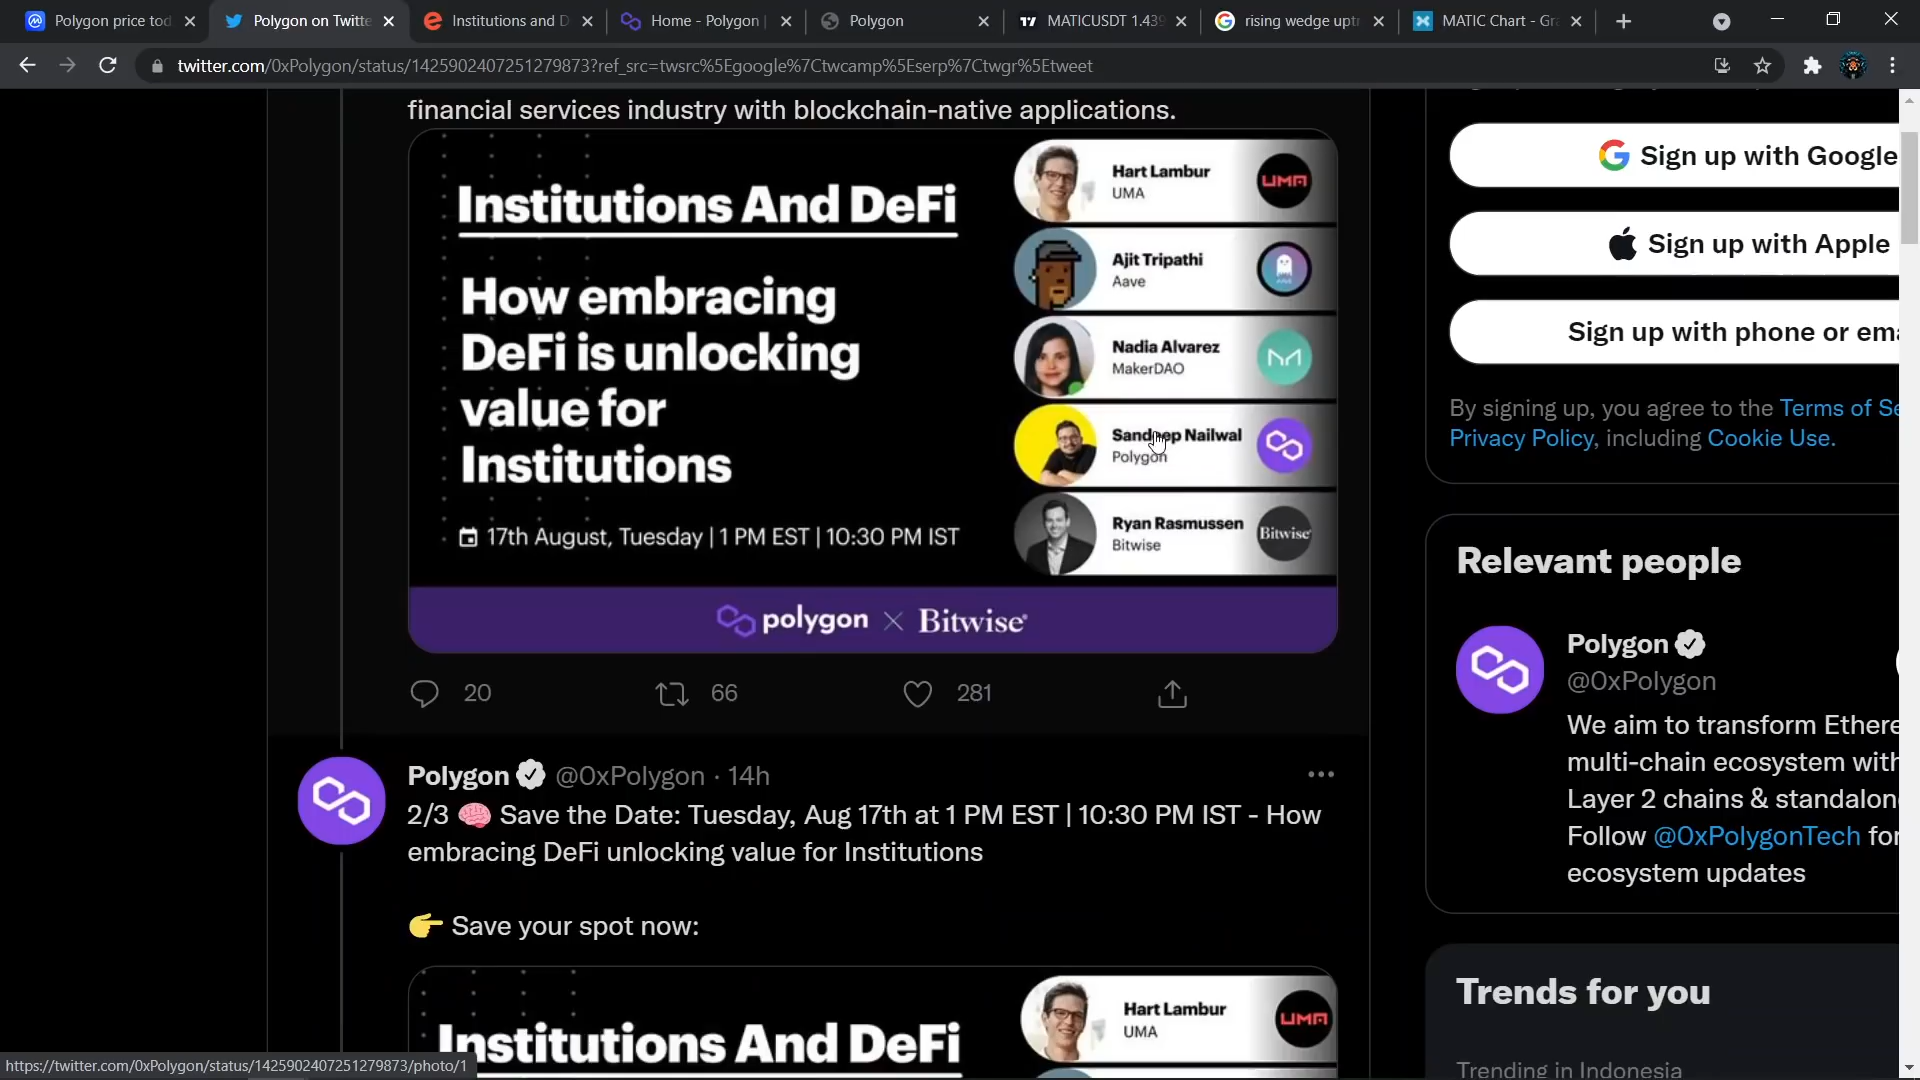 Polygon price tod
Polygon on Twitte
Institutions and D
Home - Polygon |
Polygon
MATICUSDT 1.439
rising wedge uptr
MATIC Chart - Gra
twitter.com/0xPolygon/status/1425902407251279873?ref_src=twsrc%5Egoogle%7Ctwcamp%5Eserp%7Ctwgr%5Etweet
financial services industry with blockchain-native applications.
Institutions And DeFi
How embracing
DeFi is unlocking
value for
Institutions
17th August, Tuesday | 1 PM EST | 10:30 PM IST
Hart Lambur
UMA
UMA
Ajit Tripathi
Aave
AAVE
Nadia Alvarez
MakerDAO
Sandeep Nailwal
Polygon
Ryan Rasmussen
Bitwise
Bitwise
polygon × Bitwise
20
66
281
Polygon @0xPolygon · 14h
2/3 🧠 Save the Date: Tuesday, Aug 17th at 1 PM EST | 10:30 PM IST - How
embracing DeFi unlocking value for Institutions
👉 Save your spot now:
Institutions And DeFi
Hart Lambur
UMA
UMA
Sign up with Google
Sign up with Apple
Sign up with phone or ema
By signing up, you agree to the Terms of Se
Privacy Policy, including Cookie Use.
Relevant people
Polygon
@0xPolygon
We aim to transform Ethere
multi-chain ecosystem with
Layer 2 chains & standalon
Follow @0xPolygonTech for
ecosystem updates
Trends for you
Trending in Indonesia
https://twitter.com/0xPolygon/status/1425902407251279873/photo/1